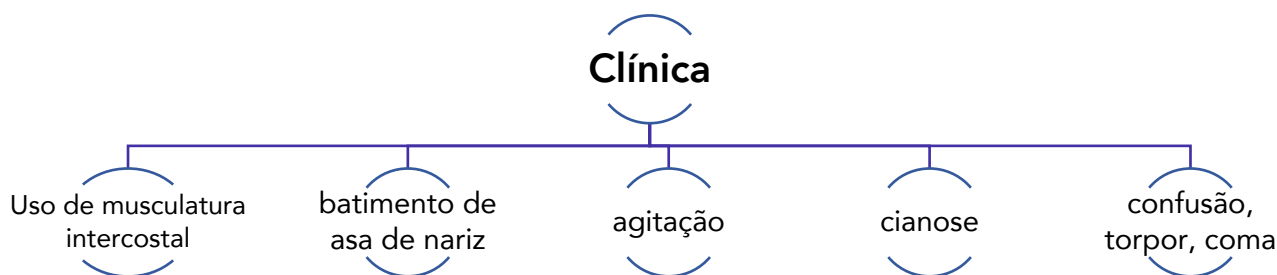 Clínica
Uso de musculatura
intercostal
batimento de
asa de nariz
agitação
cianose
confusão,
torpor, coma